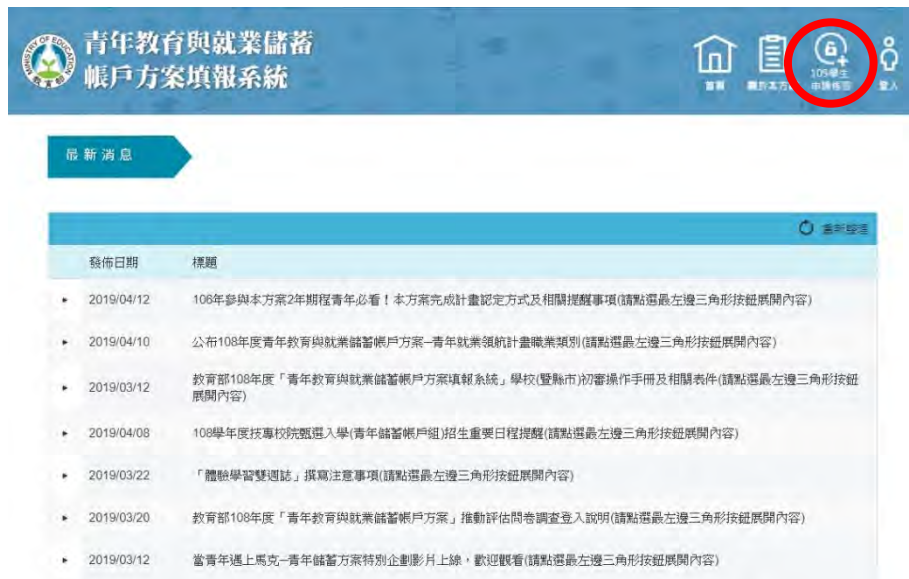 MINISTRY OF EDUCATION
教育部
青年教育與就業儲蓄
帳戶方案填報系統
首頁
關於本方案
105學生
登入
最新消息
重新整理
發佈日期 標題
2019/04/12 106年參與本方案2年期程青年必看！本方案完成計畫認定方式及相關提醒事項(請點選最左邊三角形按鈕展開內容)
2019/04/10 公布108年度青年教育與就業儲蓄帳戶方案–青年就業領航計畫職業類別(請點選最左邊三角形按鈕展開內容)
2019/03/12 教育部108年度「青年教育與就業儲蓄帳戶方案填報系統」學校(暨縣市)初審操作手冊及相關表件(請點選最左邊三角形按鈕
展開內容)
2019/04/08 108學年度技專校院甄選入學(青年儲蓄帳戶組)招生重要日程提醒(請點選最左邊三角形按鈕展開內容)
2019/03/22 「體驗學習雙週誌」撰寫注意事項(請點選最左邊三角形按鈕展開內容)
2019/03/20 教育部108年度「青年教育與就業儲蓄帳戶方案」推動評估問卷調查登入說明(請點選最左邊三角形按鈕展開內容)
2019/03/12 當青年遇上馬克–青年儲蓄方案特別企劃影片上線，歡迎觀看(請點選最左邊三角形按鈕展開內容)